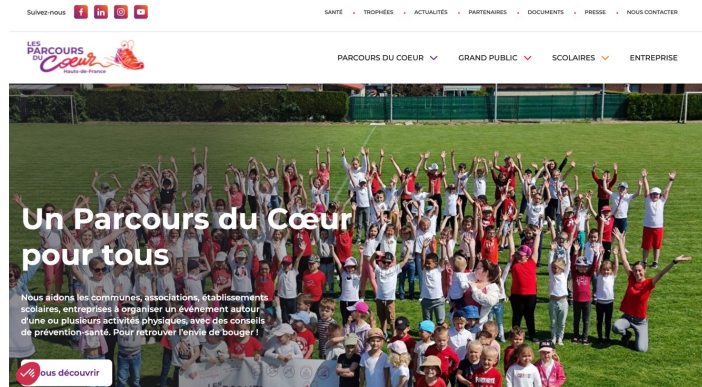 Suivez-nous
SANTÉ • TROPHÉES • ACTUALITÉS • PARTENAIRES • DOCUMENTS • PRESSE • NOUS CONTACTER
LES
PARCOURS
DU Cœur
Hauts-de-France
PARCOURS DU COEUR
GRAND PUBLIC
SCOLAIRES
ENTREPRISE
Un Parcours du Cœur
pour tous
Nous aidons les communes, associations, établissements
scolaires, entreprises à organiser un événement autour
d'une ou plusieurs activités physiques, avec des conseils
de prévention-santé. Pour retrouver l'envie de bouger !
ous découvrir